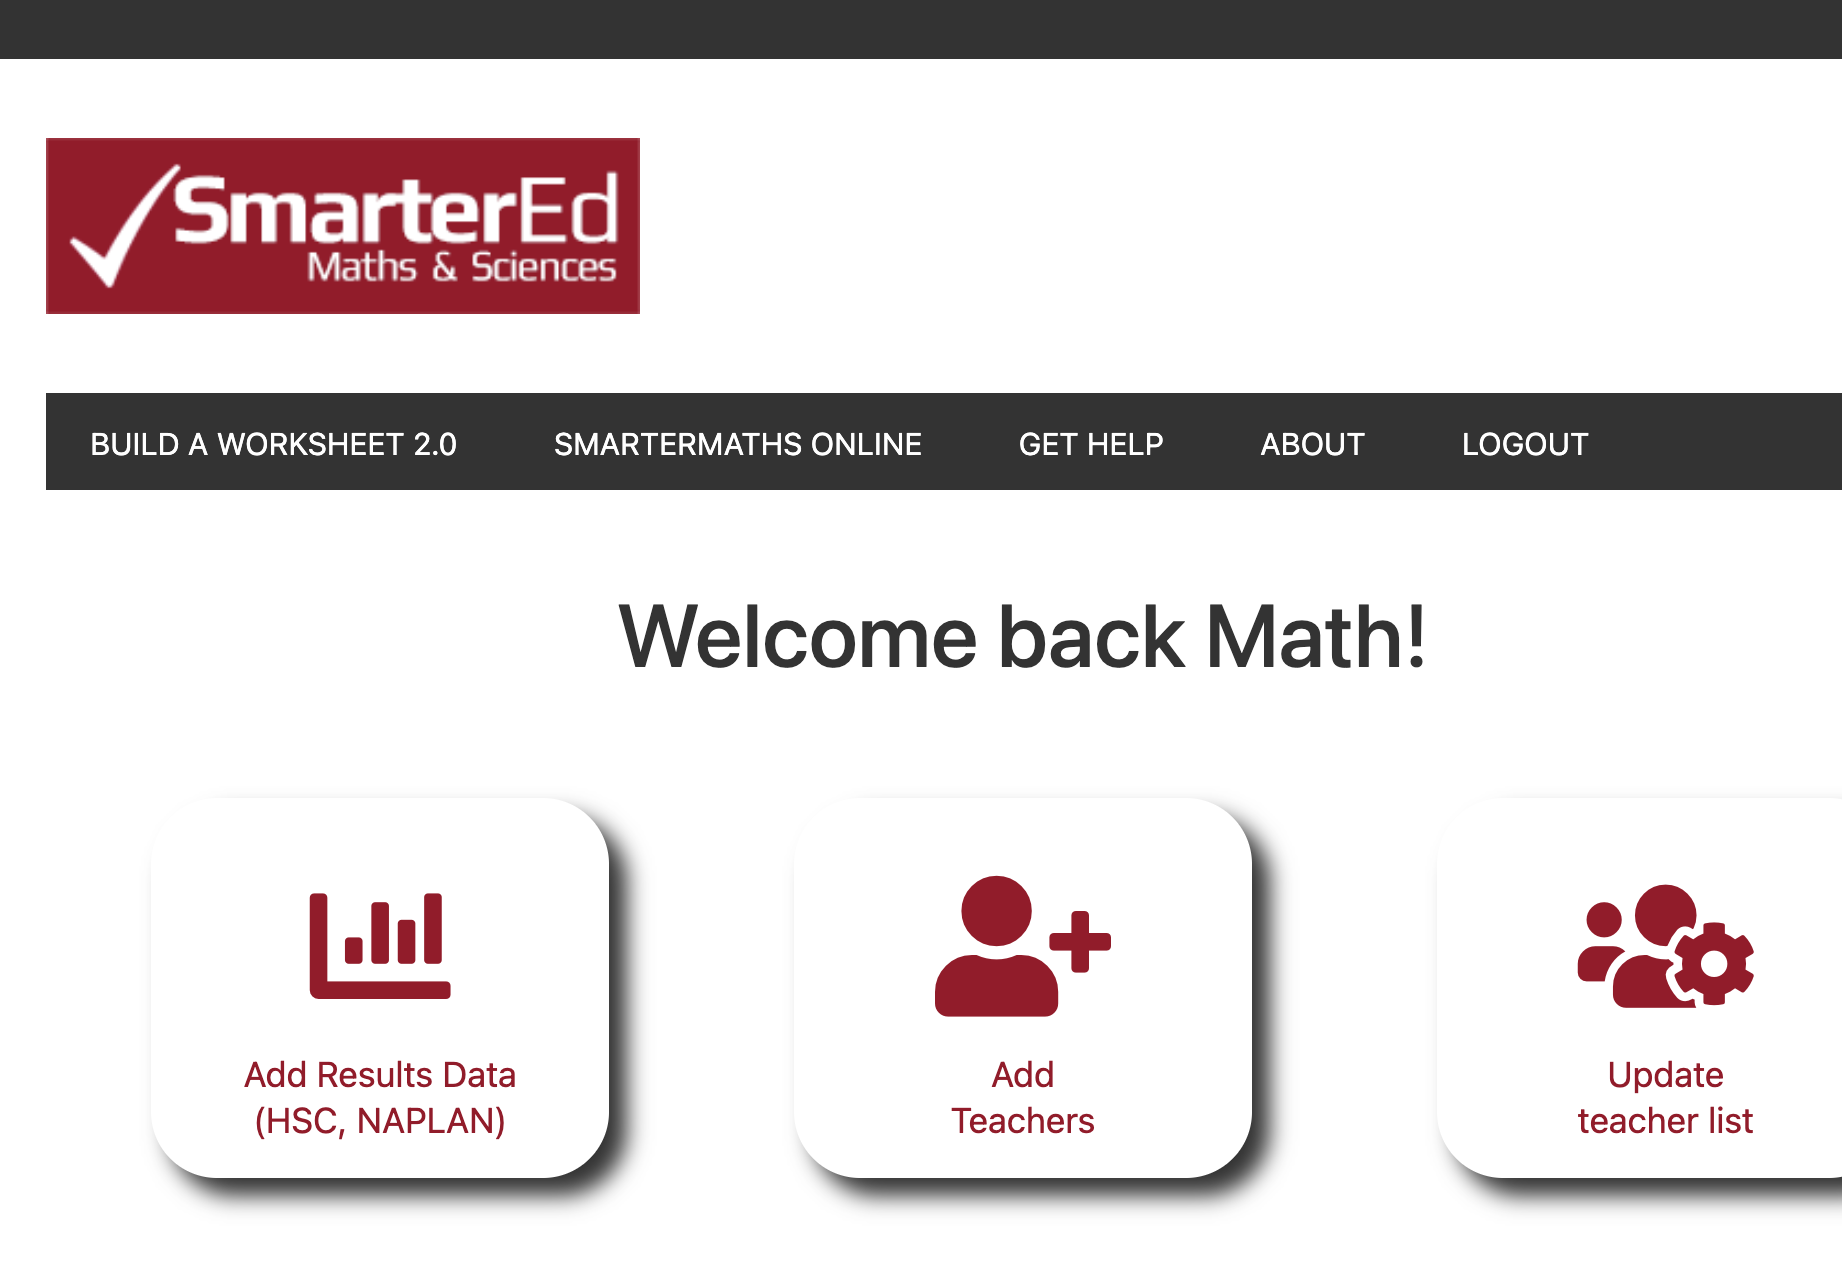 SmarterEd
Maths & Sciences
BUILD A WORKSHEET 2.0 SMARTERMATHS ONLINE GET HELP ABOUT LOGOUT
Welcome back Math!
Add Results Data
(HSC, NAPLAN)
Add
Teachers
Update
teacher list